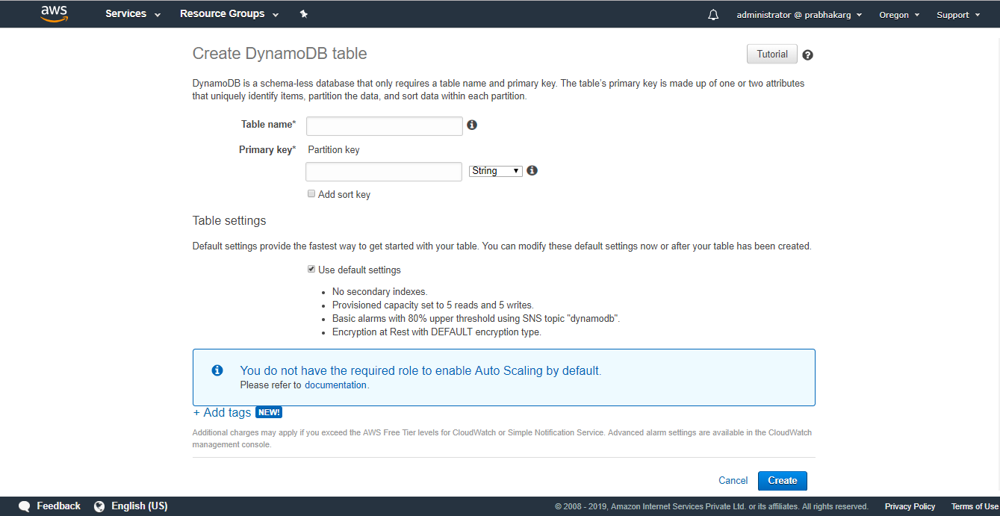 aws Services Resource Groups administrator @ prabhakarg Oregon Support
Create DynamoDB table Tutorial
DynamoDB is a schema-less database that only requires a table name and primary key. The table's primary key is made up of one or two attributes
that uniquely identify items, partition the data, and sort data within each partition.
Table name*
Primary key* Partition key
String
Add sort key
Table settings
Default settings provide the fastest way to get started with your table. You can modify these default settings now or after your table has been created.
Use default settings
No secondary indexes.
Provisioned capacity set to 5 reads and 5 writes.
Basic alarms with 80% upper threshold using SNS topic "dynamodb".
Encryption at Rest with DEFAULT encryption type.
You do not have the required role to enable Auto Scaling by default.
Please refer to documentation.
+ Add tags NEW!
Additional charges may apply if you exceed the AWS Free Tier levels for CloudWatch or Simple Notification Service. Advanced alarm settings are available in the CloudWatch
management console.
Cancel Create
Feedback English (US) © 2008 - 2019, Amazon Internet Services Private Ltd. or its affiliates. All rights reserved. Privacy Policy Terms of Use